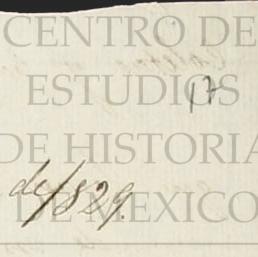 CENTRO DE
ESTUDIOS
17
DE HISTORIA
de 1829.
DE MEXICO